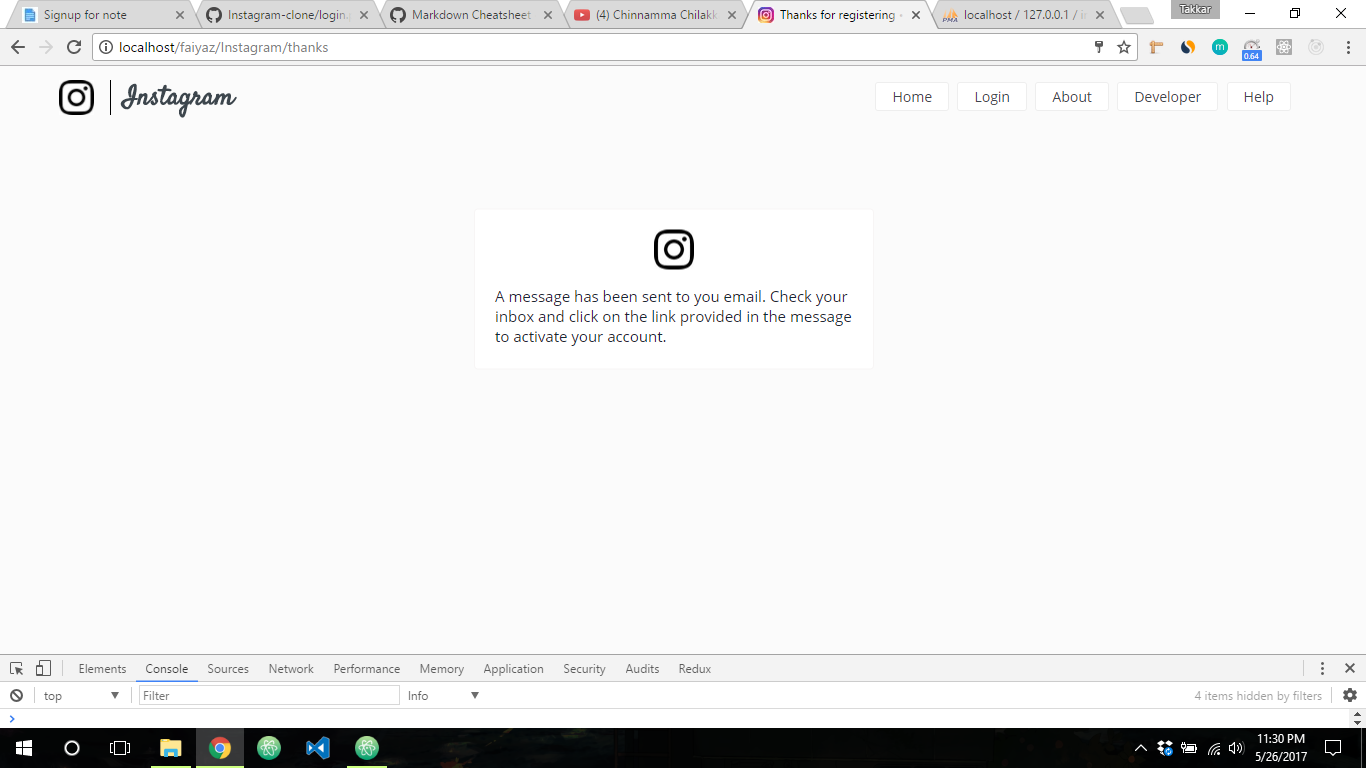 Signup for note
Instagram-clone/login.
Markdown Cheatsheet
(4) Chinnamma Chilakk
Thanks for registering
localhost / 127.0.0.1 / i
Takkar
localhost/faiyaz/Instagram/thanks
m
0.64
Instagram
Home
Login
About
Developer
Help
A message has been sent to you email. Check your
inbox and click on the link provided in the message
to activate your account.
Elements
Console
Sources
Network
Performance
Memory
Application
Security
Audits
Redux
top
Filter
Info
4 items hidden by filters
11:30 PM
5/26/2017